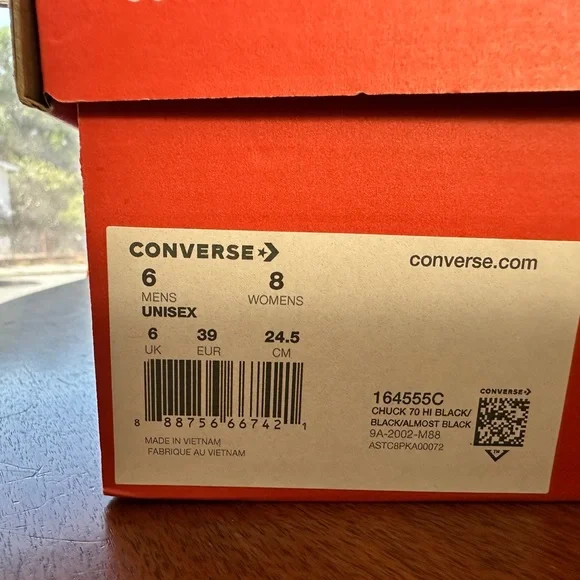 CONVERSE
converse.com
6 8
MENS WOMENS
UNISEX
6 39 24.5
UK EUR CM
8 88756 66742 1
MADE IN VIETNAM
FABRIQUE AU VIETNAM
164555C
CHUCK 70 HI BLACK/
BLACK/ALMOST BLACK
9A-2002-M88
ASTC8PKA00072
CONVERSE